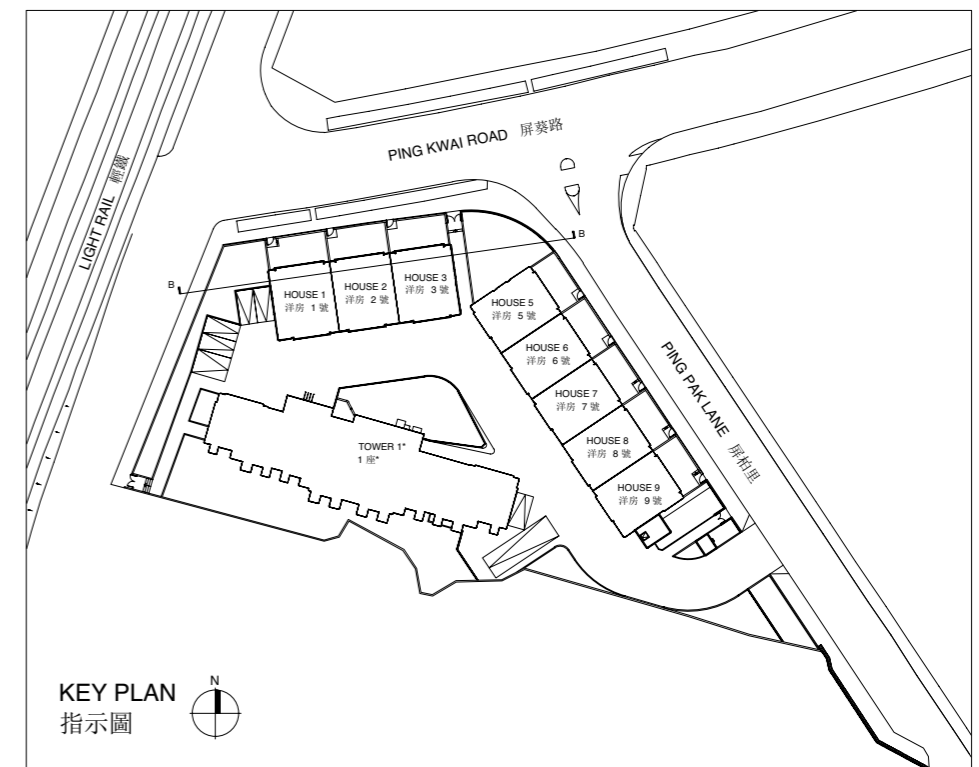 PING KWAI ROAD 屏葵路
LIGHT RAIL 輕鐵
B
B
HOUSE 1
洋房 1 號
HOUSE 2
洋房 2 號
HOUSE 3
洋房 3 號
HOUSE 5
洋房 5 號
HOUSE 6
洋房 6 號
HOUSE 7
洋房 7 號
HOUSE 8
洋房 8 號
HOUSE 9
洋房 9 號
PING PAK LANE 屏柏里
TOWER 1*
1 座*
KEY PLAN
指示圖
N